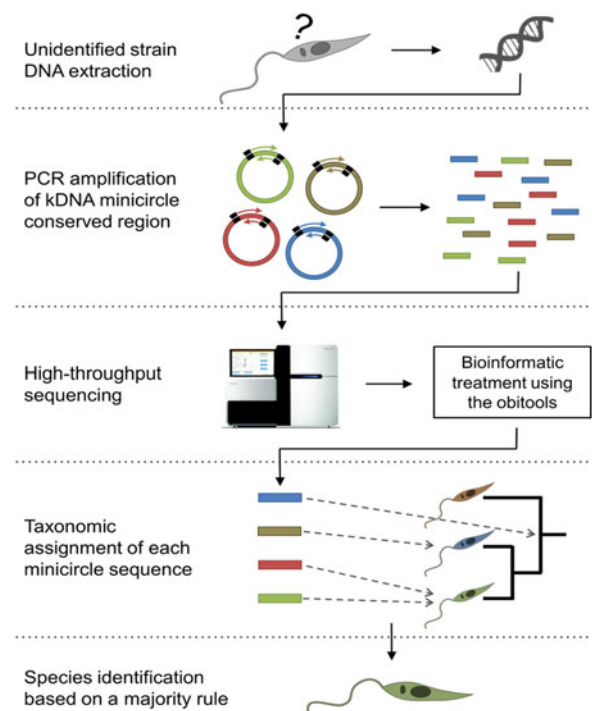 Unidentified strain
DNA extraction
?
PCR amplification
of kDNA minicircle
conserved region
High-throughput
sequencing
Bioinformatic
treatment using
the obitools
Taxonomic
assignment of each
minicircle sequence
Species identification
based on a majority rule